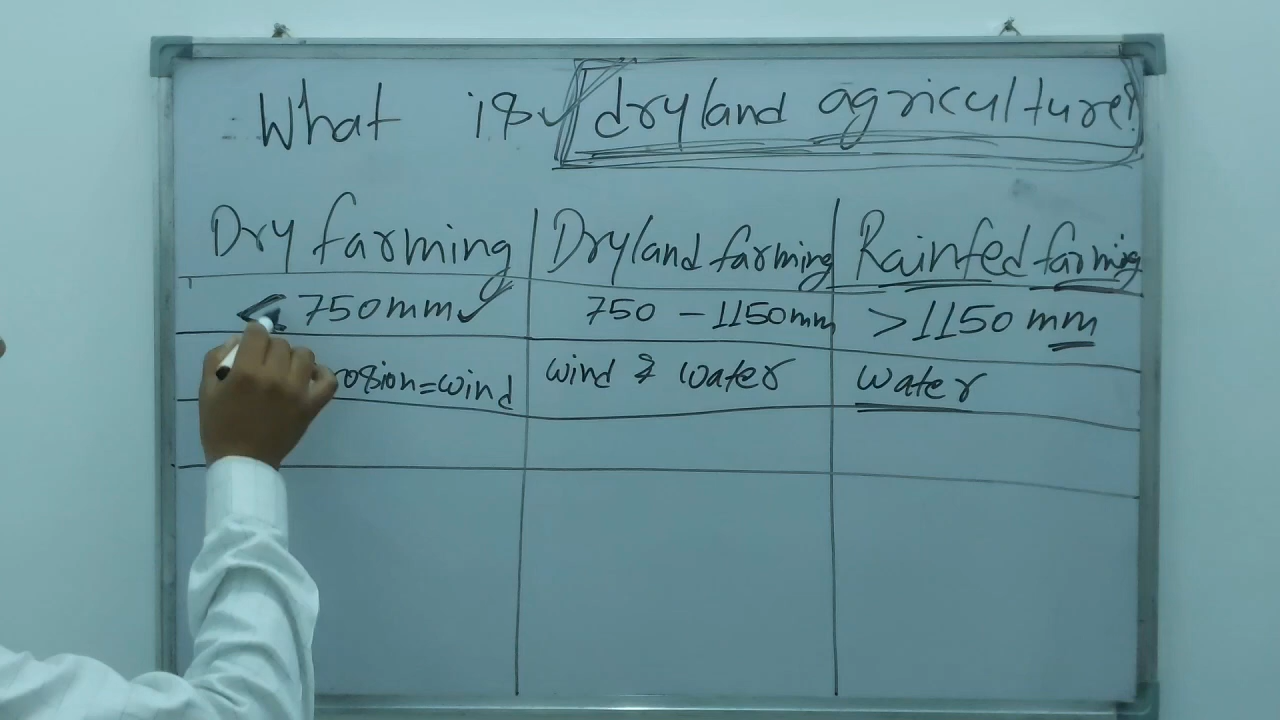 What is dryland agriculture?
Dry farming | Dryland farming | Rainfed farming
< 750mm ✓ | 750 - 1150mm | >1150 mm
rosion=wind | wind & water | water